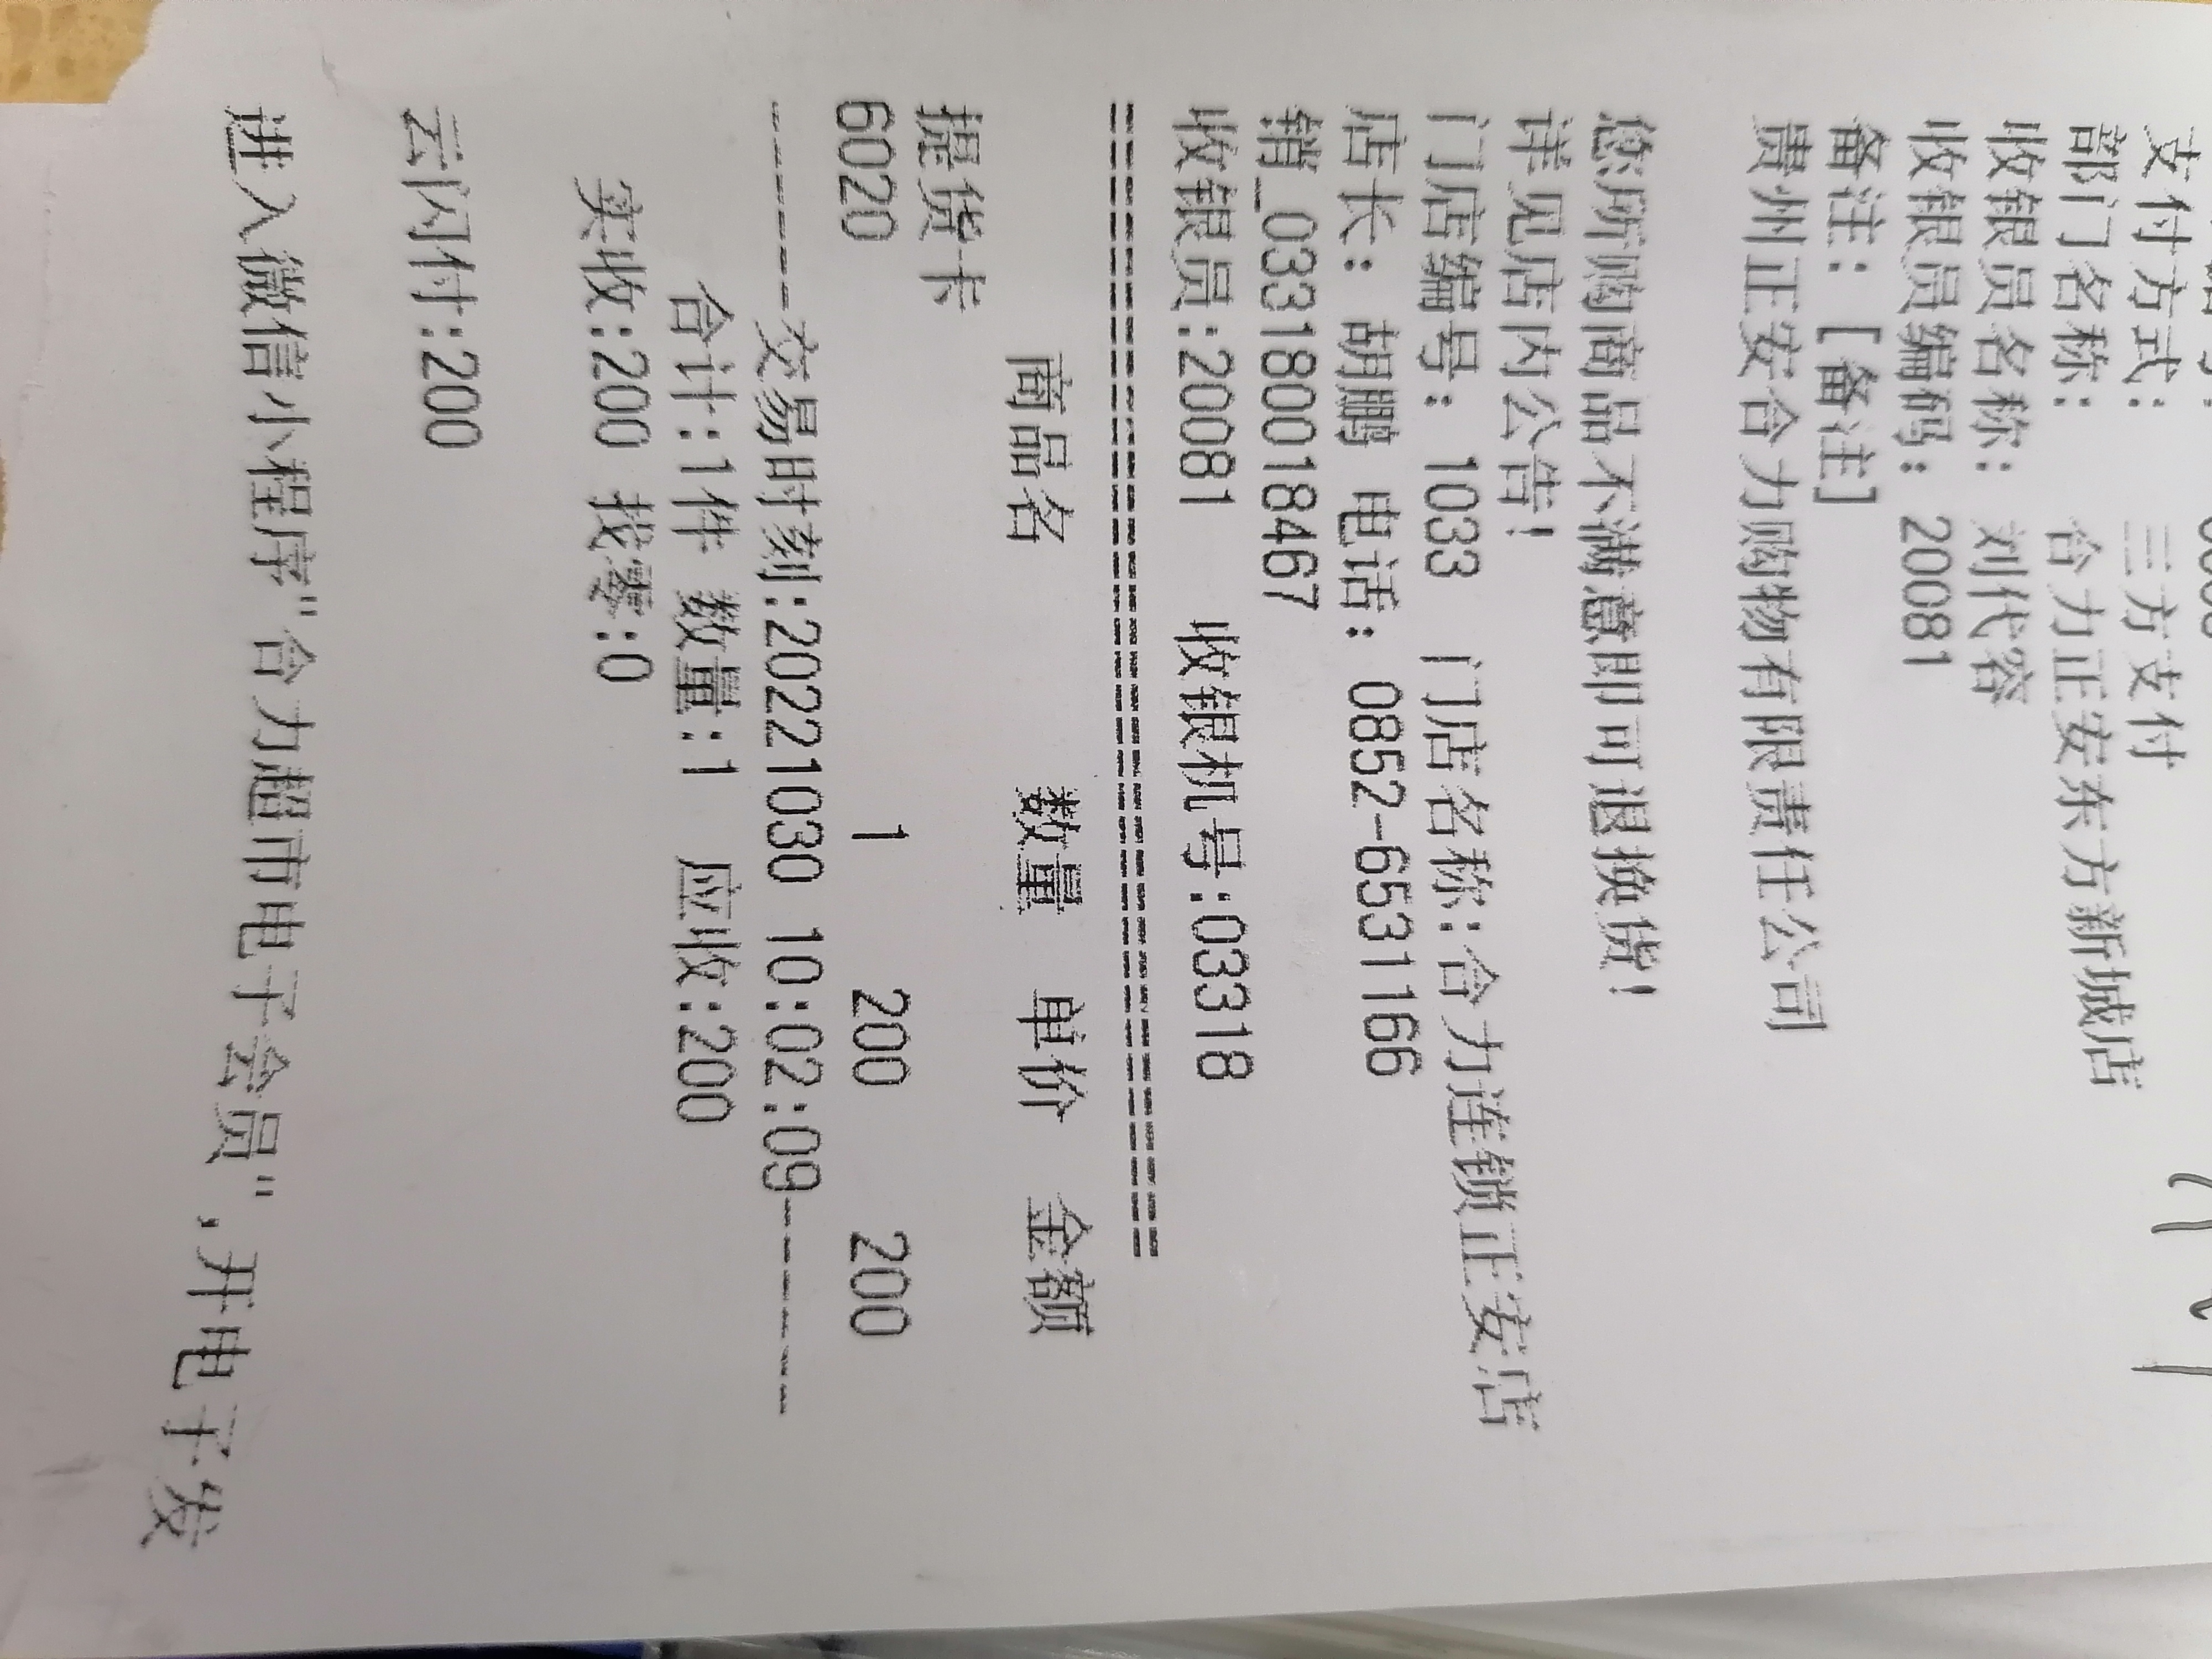 支付方式： 三方支付
部门名称： 合力正安东方新城店
收银员名称： 刘代容
收银员编码： 20081
备注： [备注]
贵州正安合力购物有限责任公司
您所购商品不满意即可退换货！
详见店内公告！
门店编号： 1033 门店名称:合力连锁正安店
店长： 胡鹏 电话：0852-6531166
销_033180018467
收银员:20081 收银机号:03318
================================
商品名 数量 单价 金额
提货卡
6020 1 200 200
--------交易时刻:20221030 10:02:09--------
合计:1件 数量:1 应收:200
实收:200 找零:0
云闪付:200
进入微信小程序"合力超市电子会员",开电子发